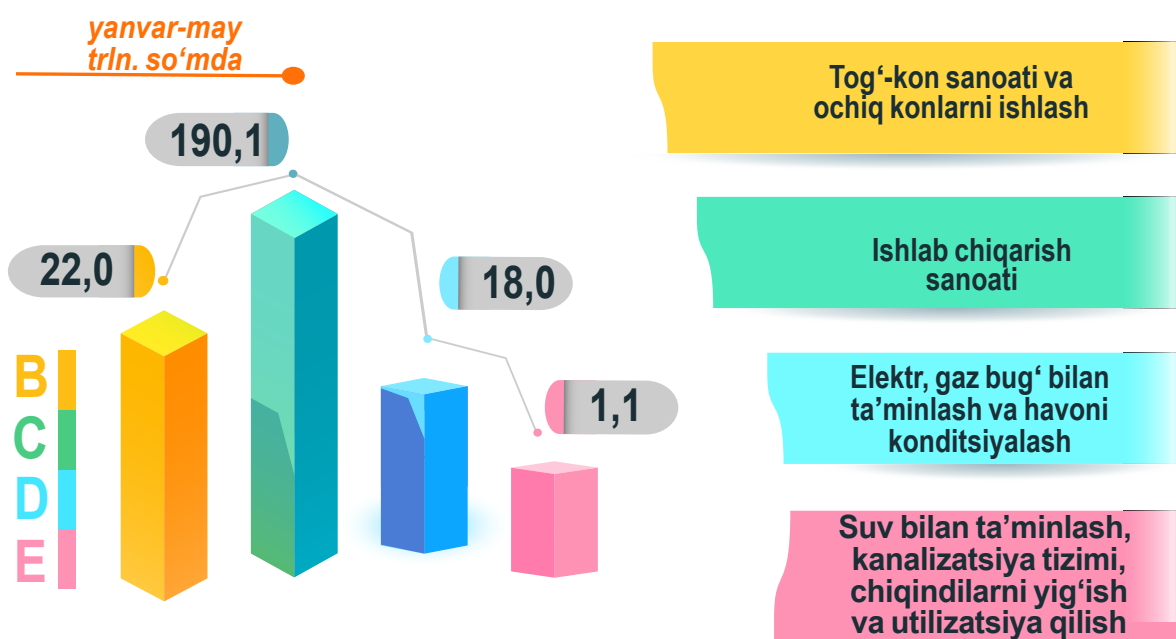 yanvar-may
trln. so‘mda
190,1
22,0
18,0
1,1
B
C
D
E
Tog‘-kon sanoati va
ochiq konlarni ishlash
Ishlab chiqarish
sanoati
Elektr, gaz bug‘ bilan
ta’minlash va havoni
konditsiyalash
Suv bilan ta’minlash,
kanalizatsiya tizimi,
chiqindilarni yig‘ish
va utilizatsiya qilish